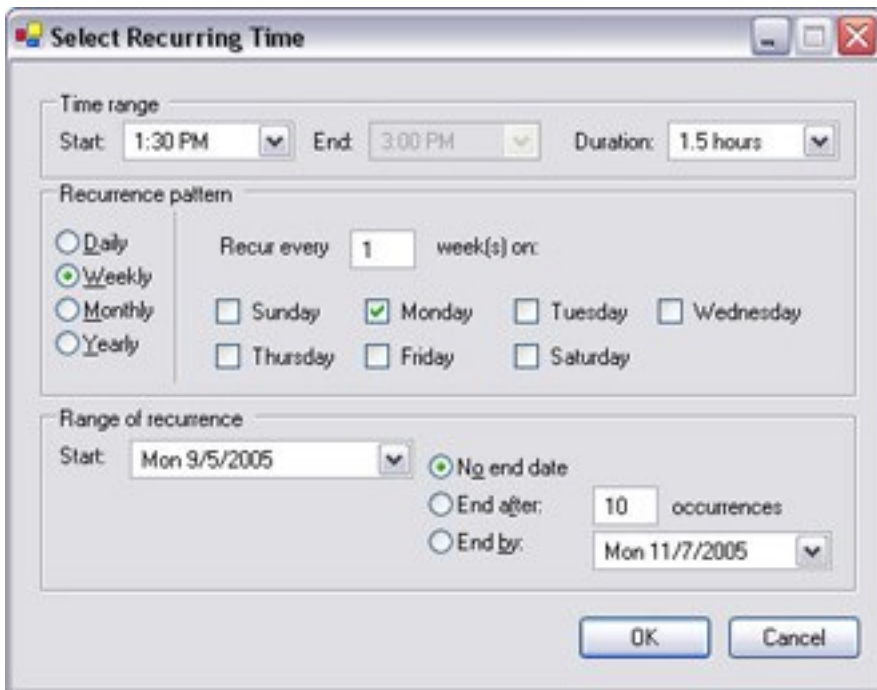 Select Recurring Time
Time range
Start: 1:30 PM End: 3:00 PM Duration: 1.5 hours
Recurrence pattern
Daily
Weekly
Monthly
Yearly
Recur every 1 week(s) on:
Sunday Monday Tuesday Wednesday
Thursday Friday Saturday
Range of recurrence
Start: Mon 9/5/2005
No end date
End after: 10 occurrences
End by: Mon 11/7/2005
OK Cancel